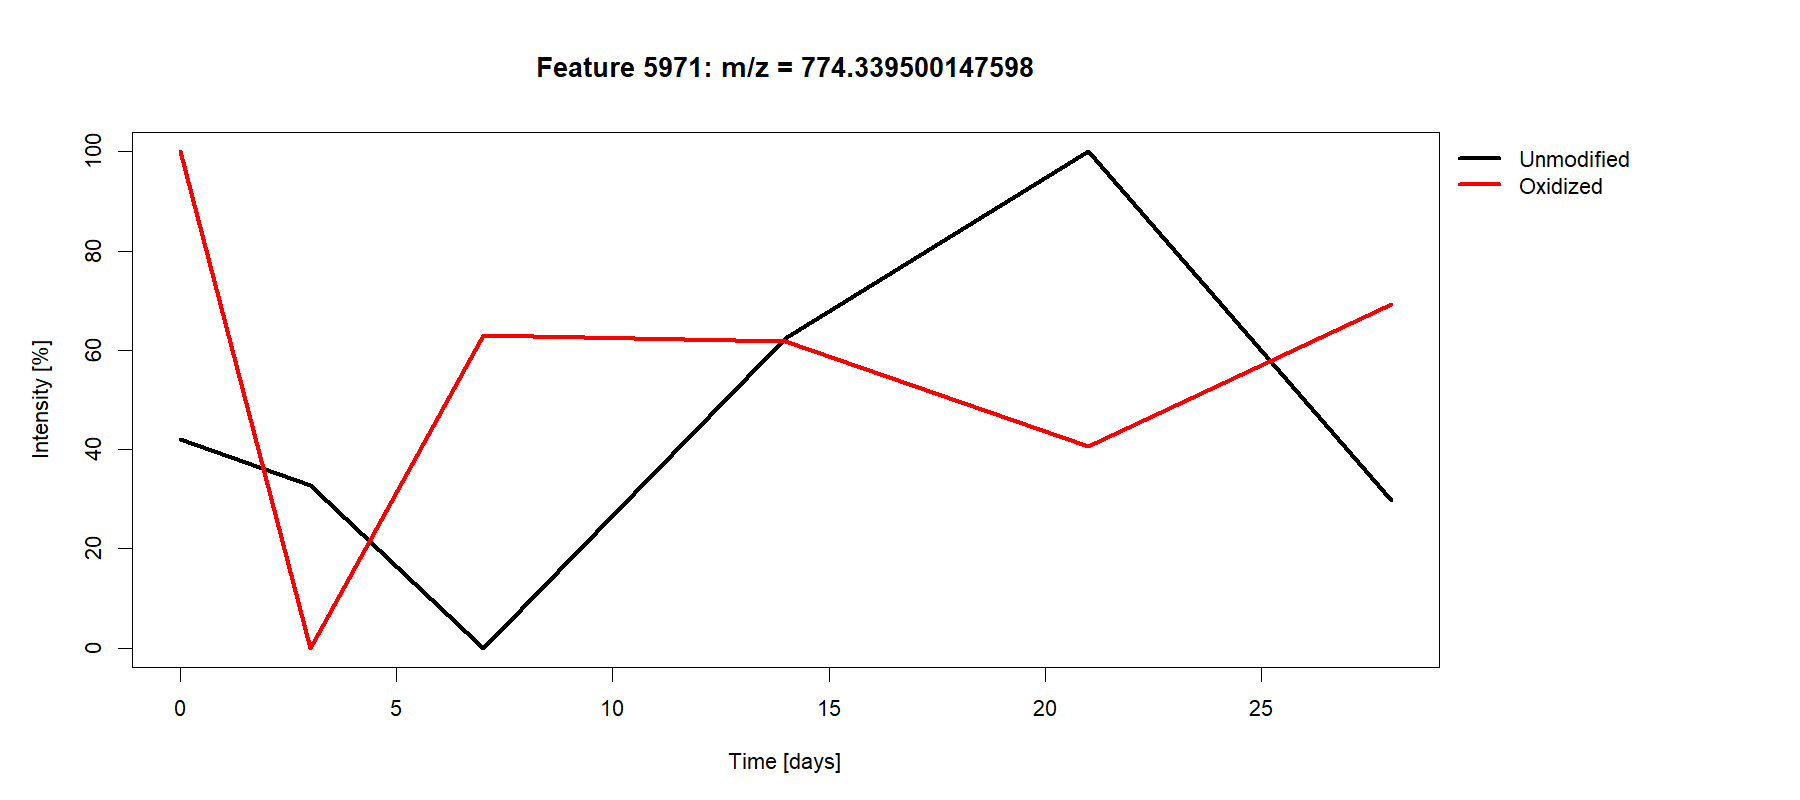 Feature 5971: m/z = 774.339500147598
Unmodified
Oxidized
Intensity [%]
100
80
60
40
20
0
0 5 10 15 20 25
Time [days]